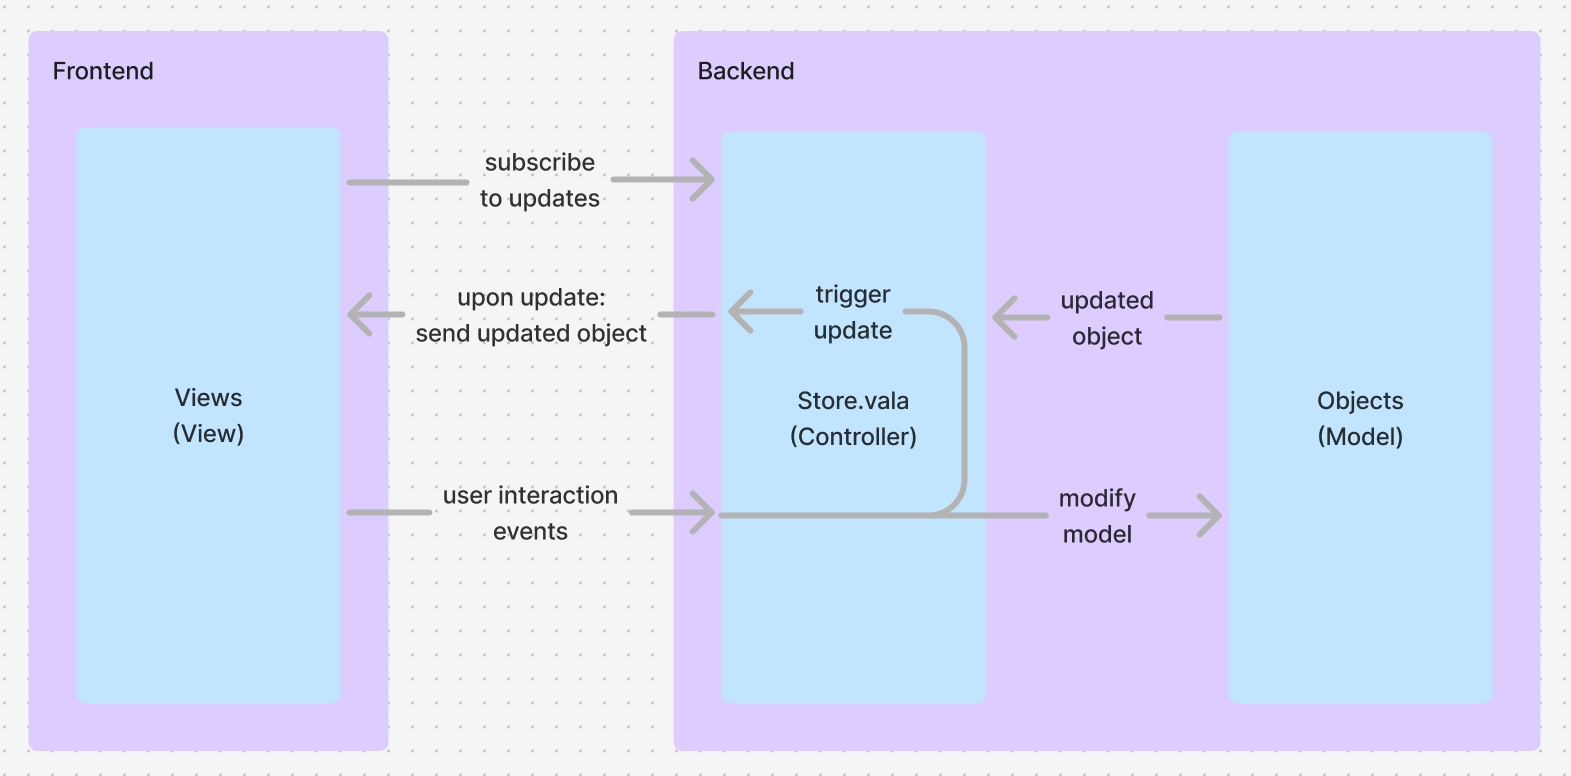 Frontend
Backend
subscribe
to updates
upon update:
send updated object
trigger
update
updated
object
Views
(View)
Store.vala
(Controller)
Objects
(Model)
user interaction
events
modify
model